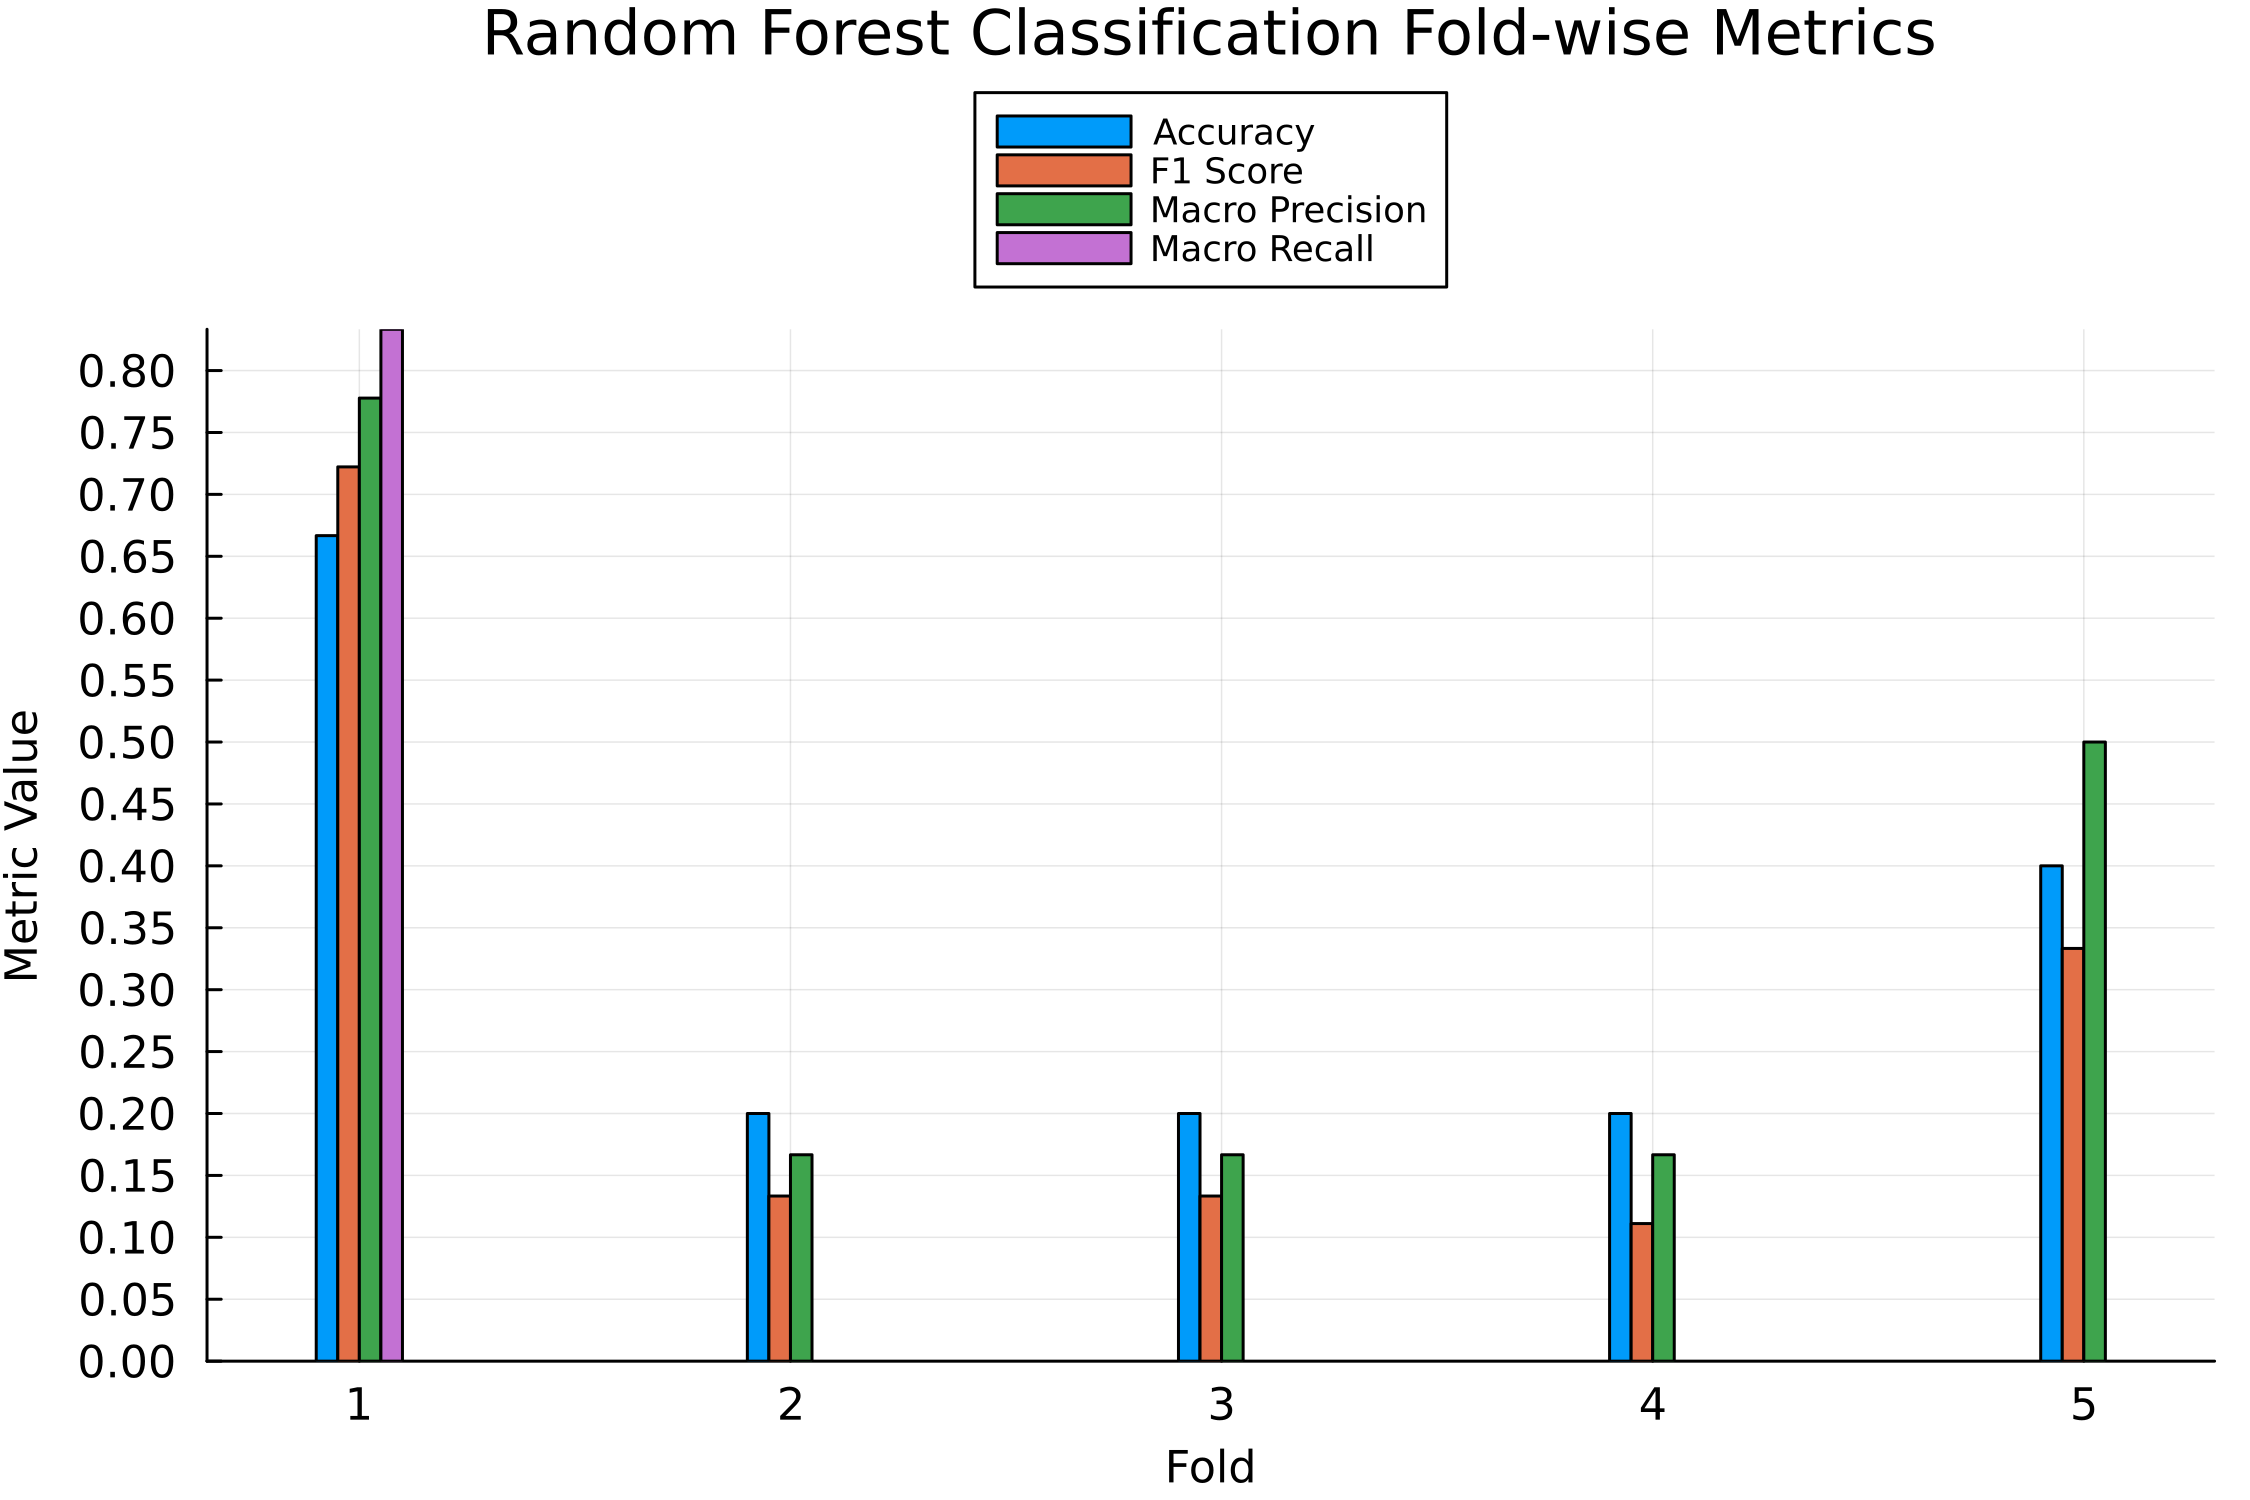 Random Forest Classification Fold-wise Metrics
Accuracy
F1 Score
Macro Precision
Macro Recall
0.80
0.75
0.70
0.65
0.60
0.55
0.50
0.45
0.40
0.35
0.30
0.25
0.20
0.15
0.10
0.05
0.00
Metric Value
1 2 3 4 5
Fold